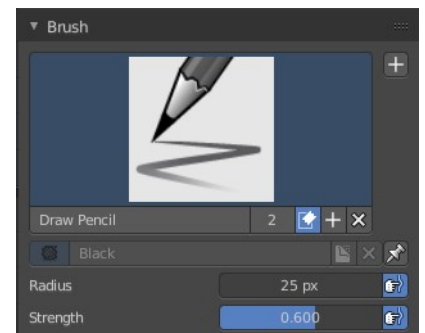 Brush
Draw Pencil 2
Black
Radius 25 px
Strength 0.600